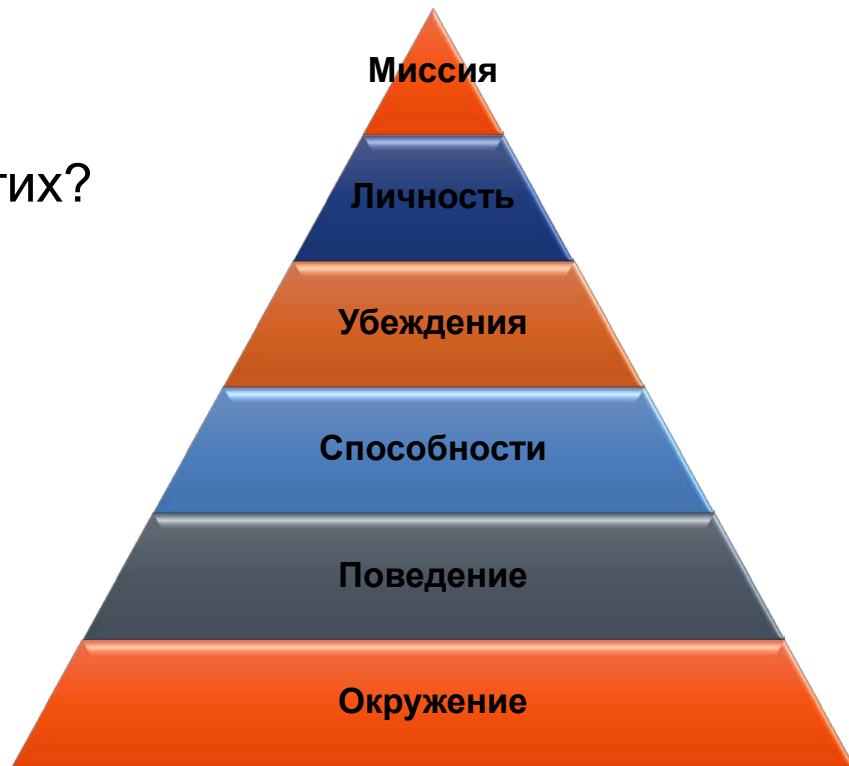 Миссия
тих?
Личность
Убеждения
Способности
Поведение
Окружение